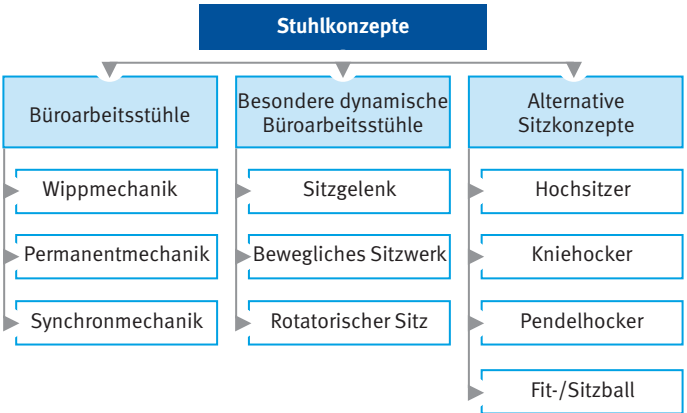 Stuhlkonzepte
Büroarbeitsstühle
Wippmechanik
Permanentmechanik
Synchronmechanik
Besondere dynamische
Büroarbeitsstühle
Sitzgelenk
Bewegliches Sitzwerk
Rotatorischer Sitz
Alternative
Sitzkonzepte
Hochsitzer
Kniehocker
Pendelhocker
Fit-/Sitzball